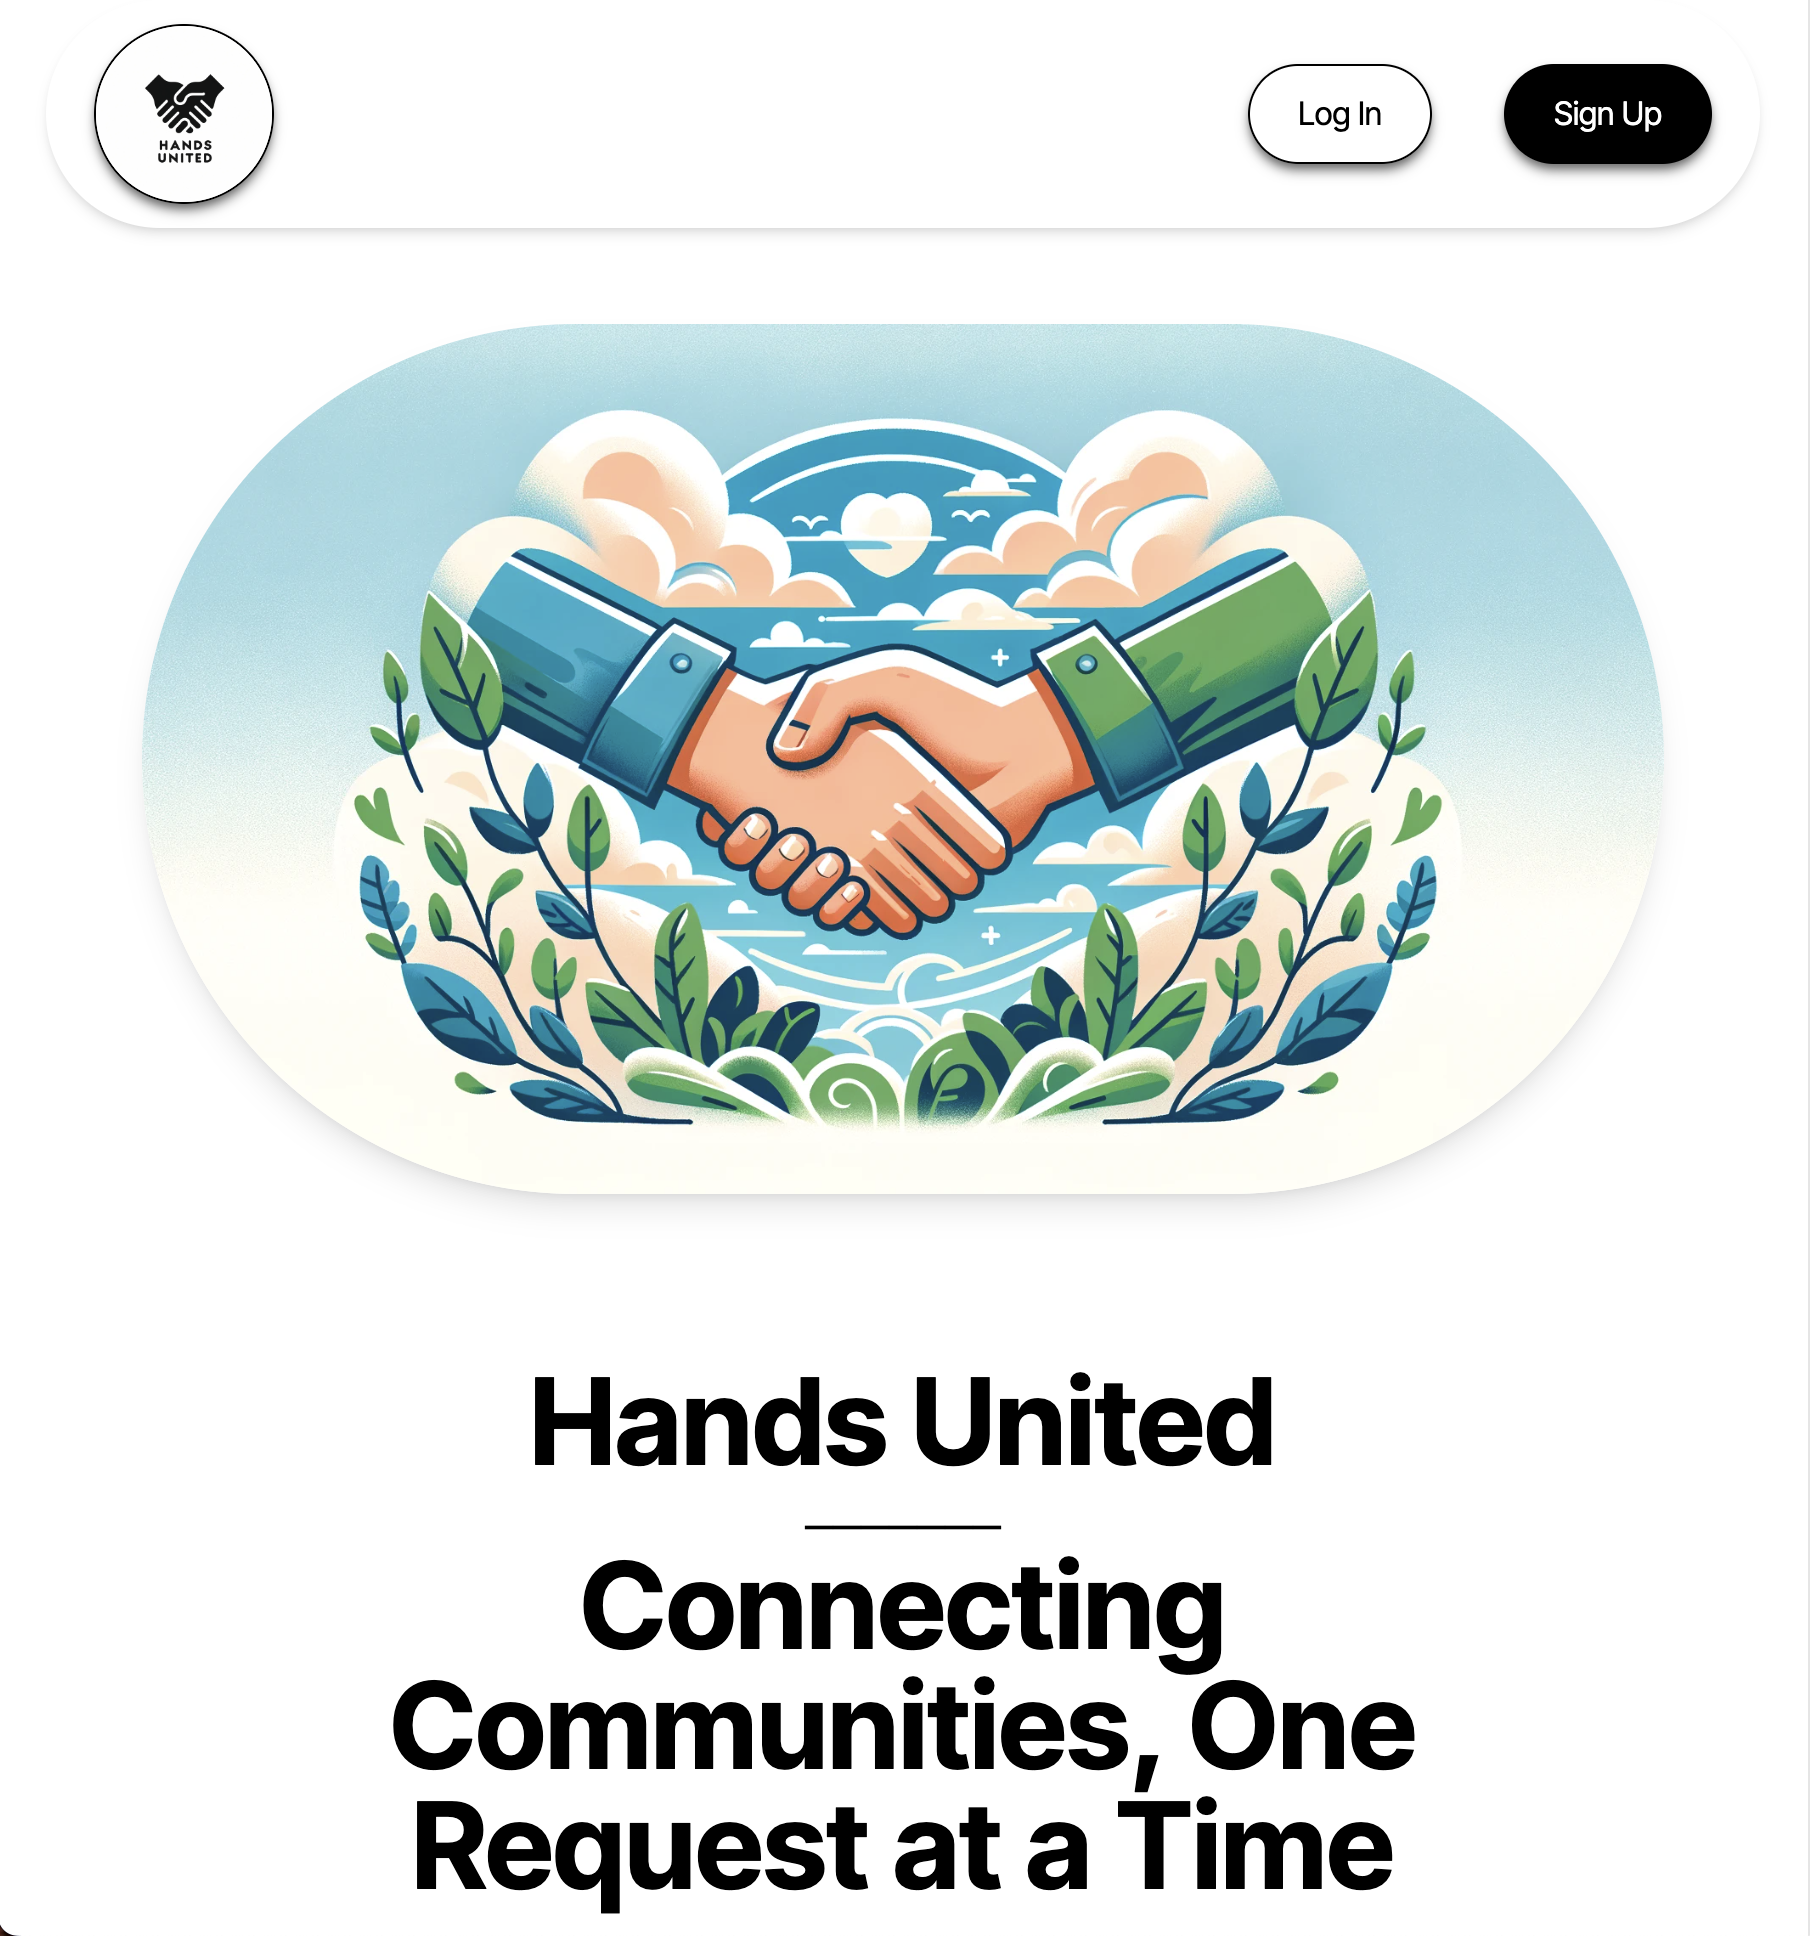 HANDS
UNITED
Log In
Sign Up
Hands United
Connecting
Communities, One
Request at a Time